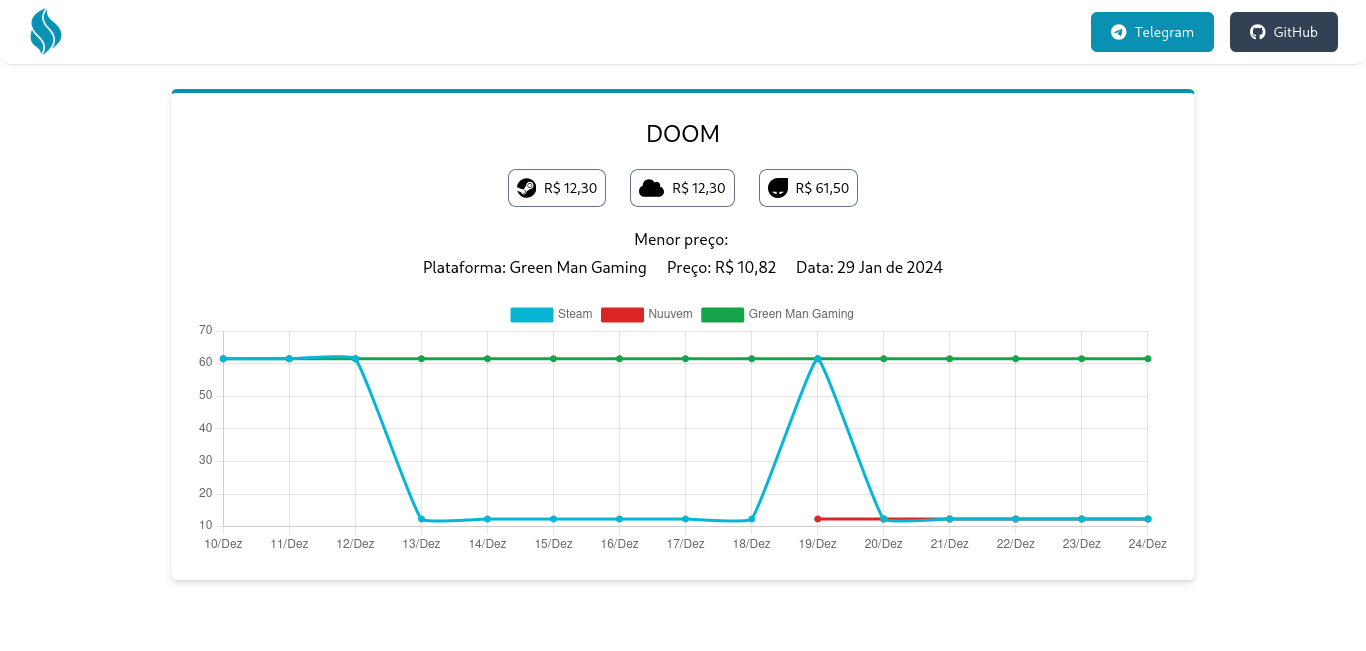 Telegram GitHub
DOOM
R$ 12,30 R$ 12,30 R$ 61,50
Menor preço:
Plataforma: Green Man Gaming Preço: R$ 10,82 Data: 29 Jan de 2024
Steam Nuuvem Green Man Gaming
70
60
50
40
30
20
10
10/Dez 11/Dez 12/Dez 13/Dez 14/Dez 15/Dez 16/Dez 17/Dez 18/Dez 19/Dez 20/Dez 21/Dez 22/Dez 23/Dez 24/Dez